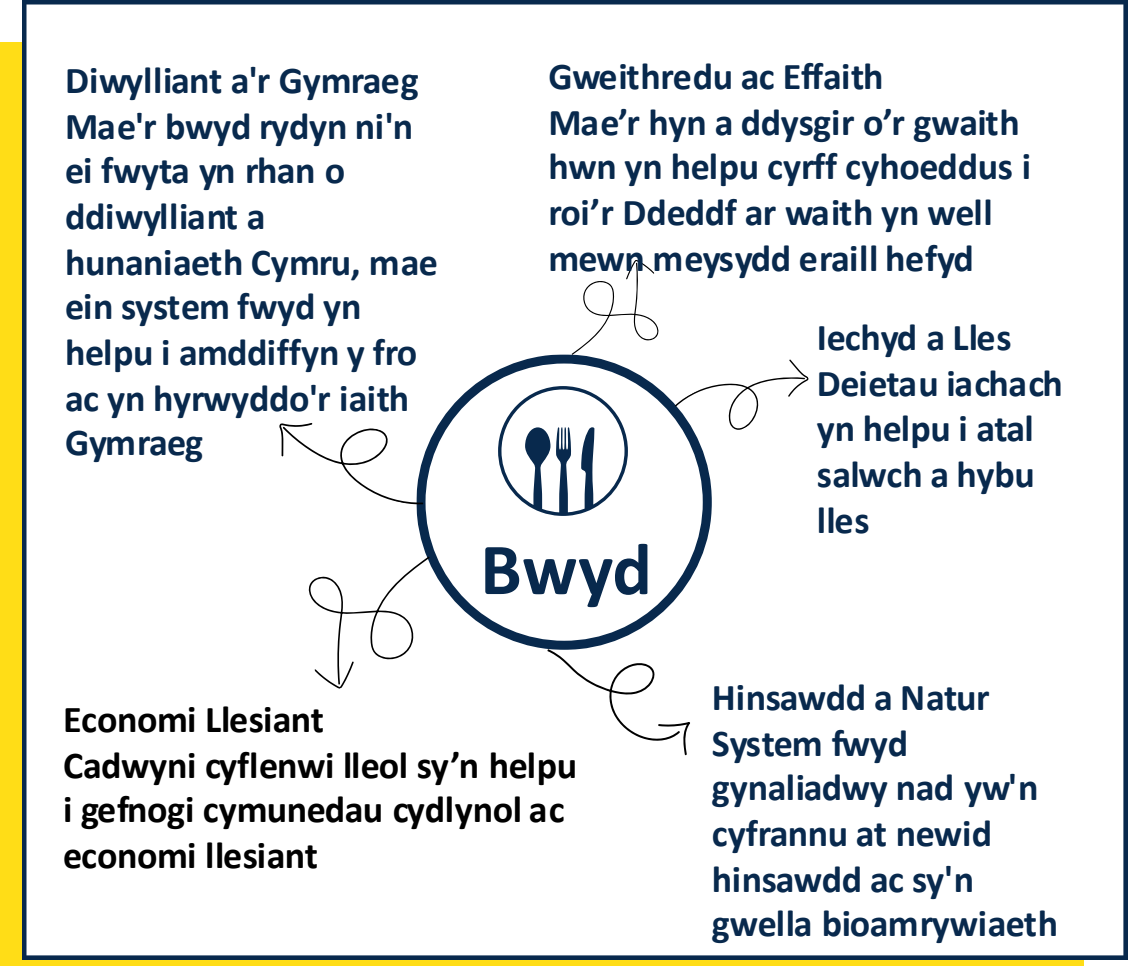 Diwylliant a'r Gymraeg
Mae'r bwyd rydyn ni'n
ei fwyta yn rhan o
ddiwylliant a
hunaniaeth Cymru, mae
ein system fwyd yn
helpu i amddiffyn y fro
ac yn hyrwyddo'r iaith
Gymraeg
Gweithredu ac Effaith
Mae’r hyn a ddysgir o’r gwaith
hwn yn helpu cyrff cyhoeddus i
roi’r Ddeddf ar waith yn well
mewn meysydd eraill hefyd
Iechyd a Lles
Deietau iachach
yn helpu i atal
salwch a hybu
lles
Bwyd
Economi Llesiant
Cadwyni cyflenwi lleol sy’n helpu
i gefnogi cymunedau cydlynol ac
economi llesiant
Hinsawdd a Natur
System fwyd
gynaliadwy nad yw'n
cyfrannu at newid
hinsawdd ac sy'n
gwella bioamrywiaeth